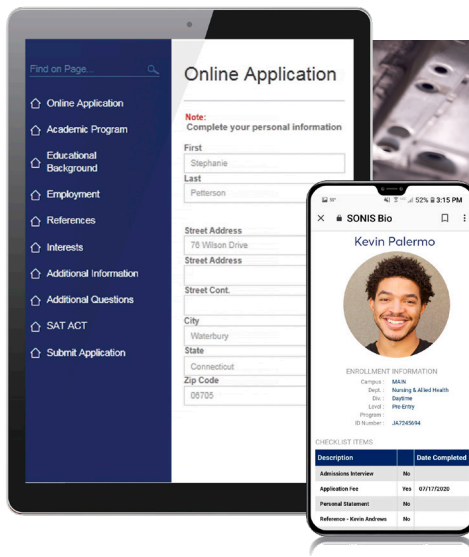 Find on Page...
Online Application
Academic Program
Educational
Background
Employment
References
Interests
Additional Information
Additional Questions
SAT ACT
Submit Application
Online Application
Note:
Complete your personal information
First
Stephanie
Last
Petterson
Street Address
76 Wilson Drive
Street Address
Street Cont.
City
Waterbury
State
Connecticut
Zip Code
06705
52% 3:15 PM
SONIS Bio
Kevin Palermo
ENROLLMENT INFORMATION
Campus : MAIN
Dept. : Nursing & Allied Health
Div. : Daytime
Level : Pre-Entry
Program :
ID Number : JA7245694
CHECKLIST ITEMS
Description Date Completed
Admissions Interview No
Application Fee Yes 07/17/2020
Personal Statement No
Reference - Kevin Andrews No